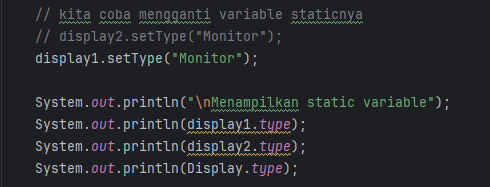 // kita coba mengganti variable staticnya
// display2.setType("Monitor");
display1.setType("Monitor");
System.out.println("\nMenampilkan static variable");
System.out.println(display1.type);
System.out.println(display2.type);
System.out.println(Display.type);